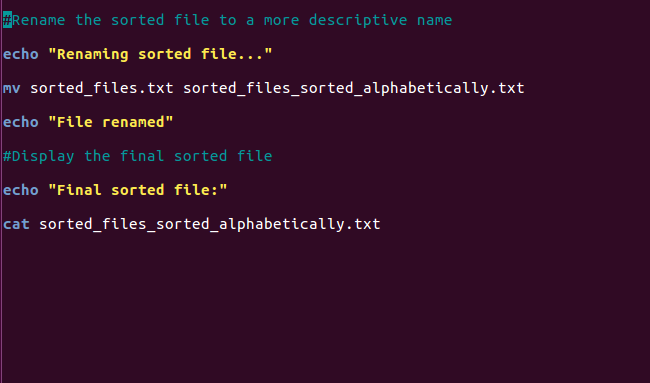 #Rename the sorted file to a more descriptive name
echo "Renaming sorted file..."
mv sorted_files.txt sorted_files_sorted_alphabetically.txt
echo "File renamed"
#Display the final sorted file
echo "Final sorted file:"
cat sorted_files_sorted_alphabetically.txt